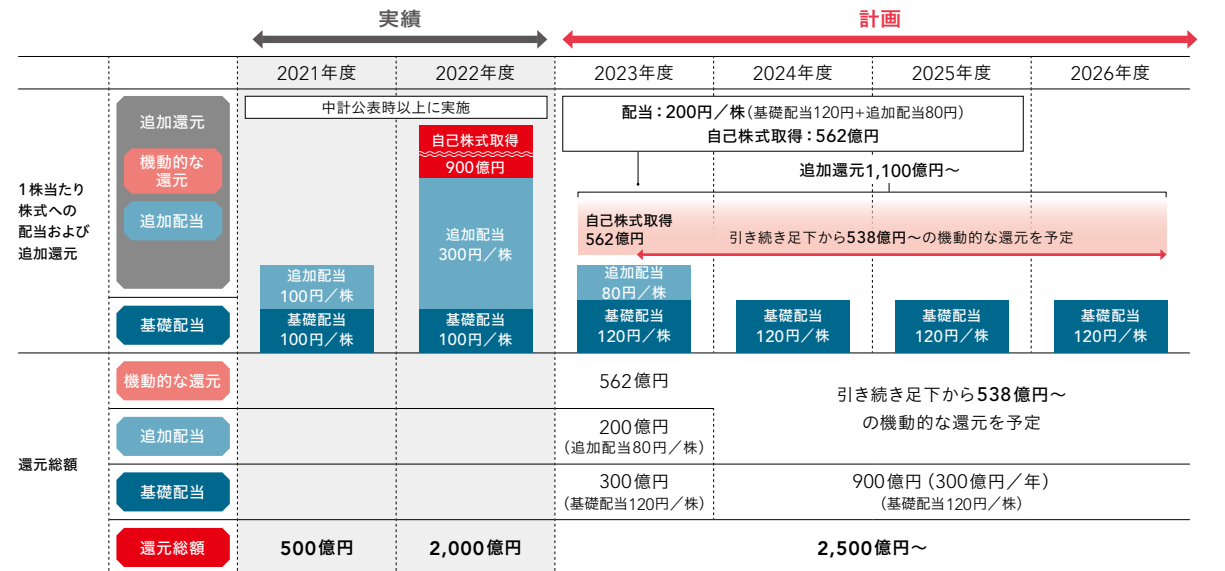 実績
計画
2021年度
2022年度
2023年度
2024年度
2025年度
2026年度
1株当たり
株式への
配当および
追加還元
追加還元
機動的な
還元
追加配当
基礎配当
中計公表時以上に実施
追加配当
100円／株
基礎配当
100円／株
自己株式取得
900億円
追加配当
300円／株
基礎配当
100円／株
配当：200円／株（基礎配当120円+追加配当80円）
自己株式取得：562億円
追加還元1,100億円～
自己株式取得
562億円
引き続き足下から538億円～の機動的な還元を予定
追加配当
80円／株
基礎配当
120円／株
基礎配当
120円／株
基礎配当
120円／株
基礎配当
120円／株
還元総額
機動的な還元
562億円
引き続き足下から538億円～
の機動的な還元を予定
追加配当
200億円
（追加配当80円／株）
基礎配当
300億円
（基礎配当120円／株）
900億円（300億円／年）
（基礎配当120円／株）
還元総額
500億円
2,000億円
2,500億円～